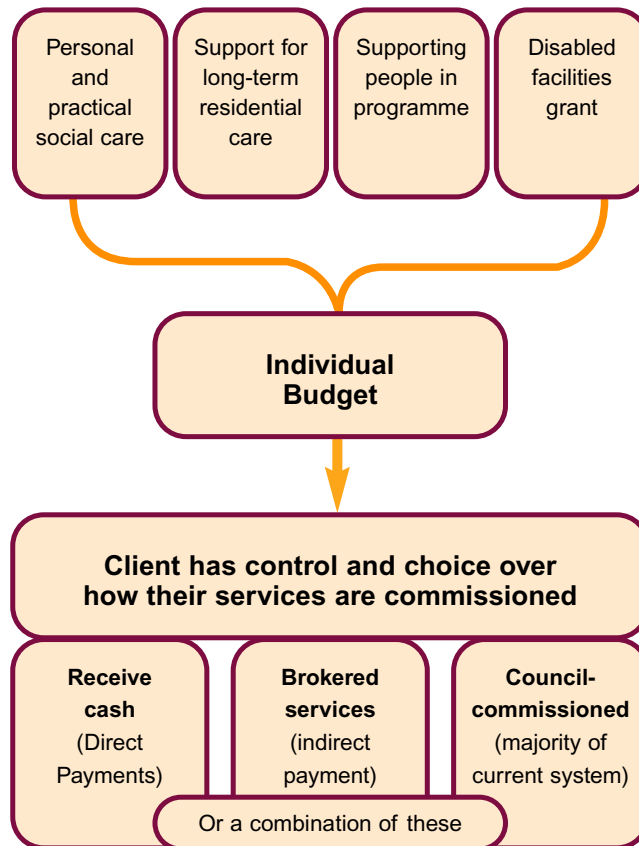 Personal
and
practical
social care
Support for
long-term
residential
care
Supporting
people in
programme
Disabled
facilities
grant
Individual
Budget
Client has control and choice over
how their services are commissioned
Receive
cash
(Direct
Payments)
Brokered
services
(indirect
payment)
Council-
commissioned
(majority of
current system)
Or a combination of these